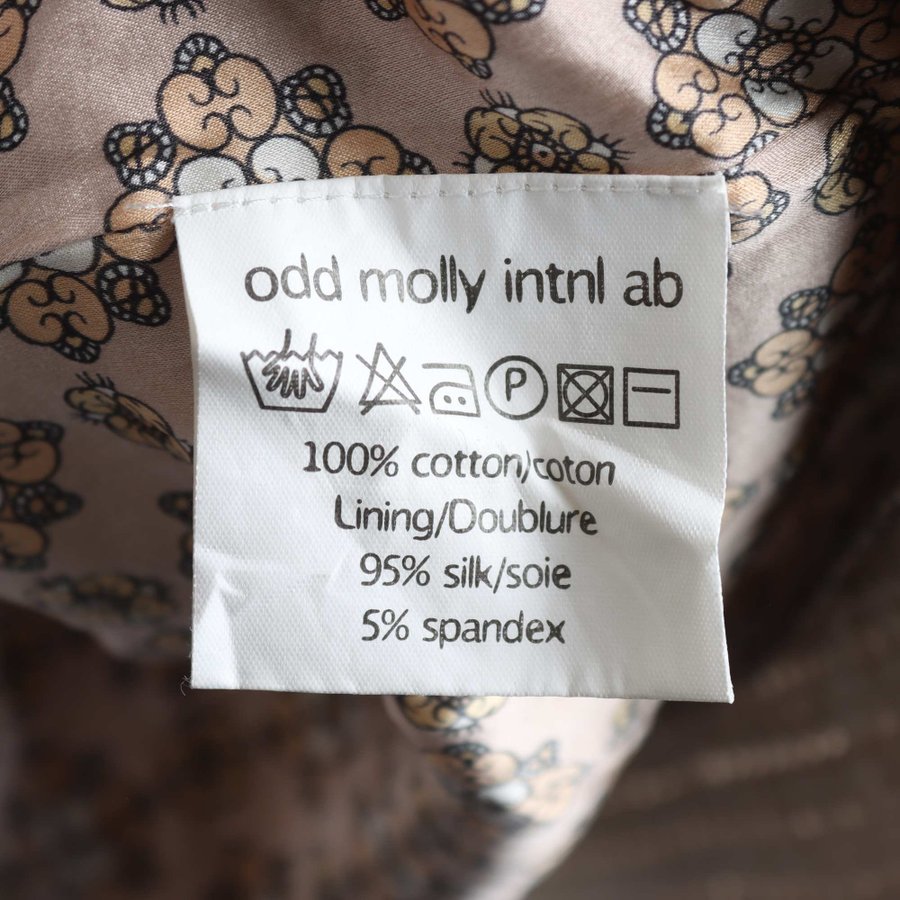 odd molly intnl ab
P
100% cotton/coton
Lining/Doublure
95% silk/soie
5% spandex